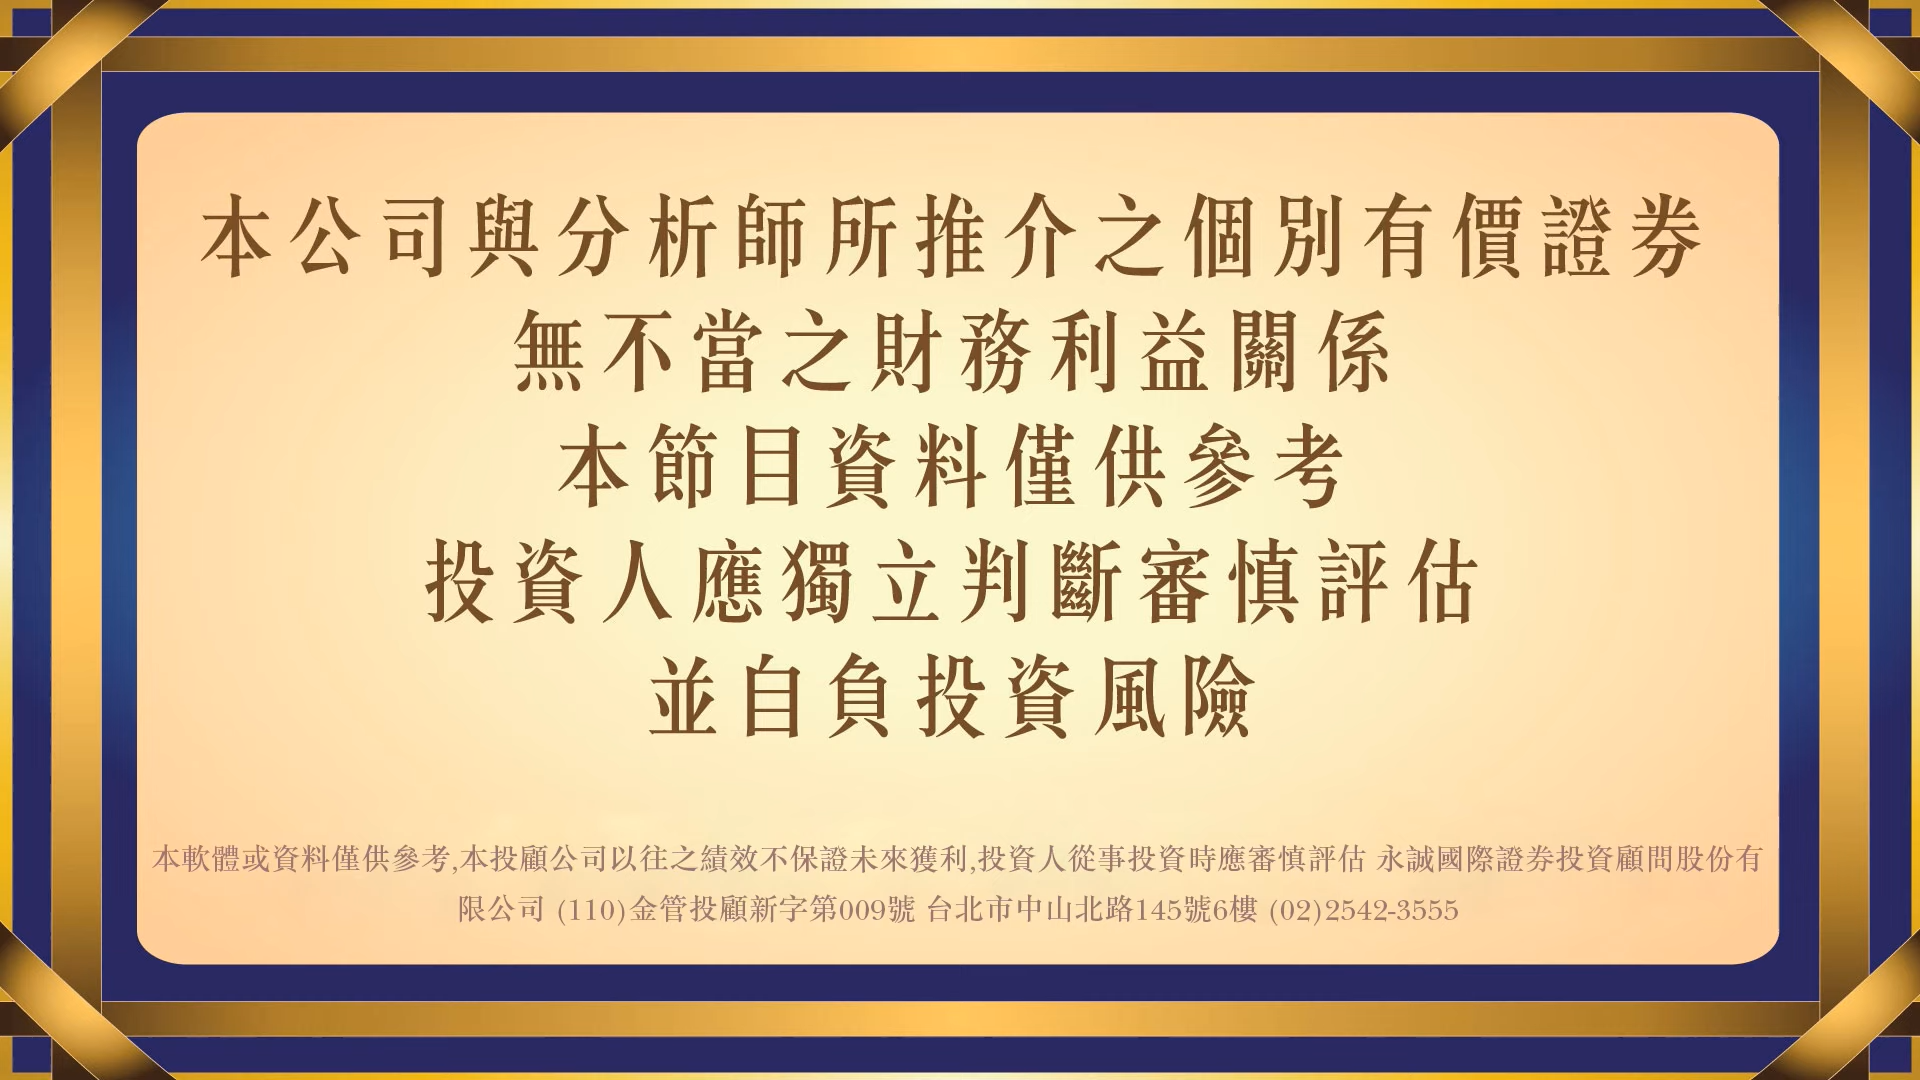 本公司與分析師所推介之個別有價證券
無不當之財務利益關係
本節目資料僅供參考
投資人應獨立判斷審慎評估
並自負投資風險
本軟體或資料僅供參考,本投顧公司以往之績效不保證未來獲利,投資人從事投資時應審慎評估 永誠國際證券投資顧問股份有
限公司 (110)金管投顧新字第009號 台北市中山北路145號6樓 (02)2542-3555